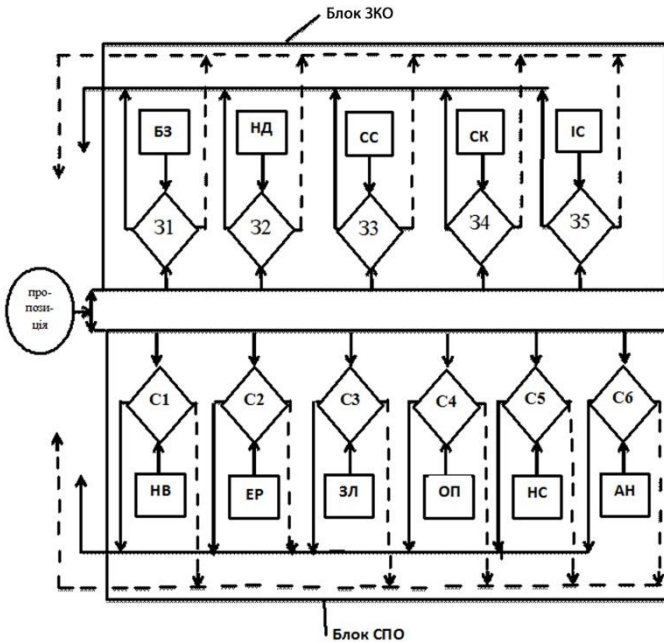 Блок ЗКО
БЗ
НД
СС
СК
ІС
З1
З2
З3
З4
З5
про-
пози-
ція
С1
С2
С3
С4
С5
С6
НВ
ЕР
ЗЛ
ОП
НС
АН
Блок СПО